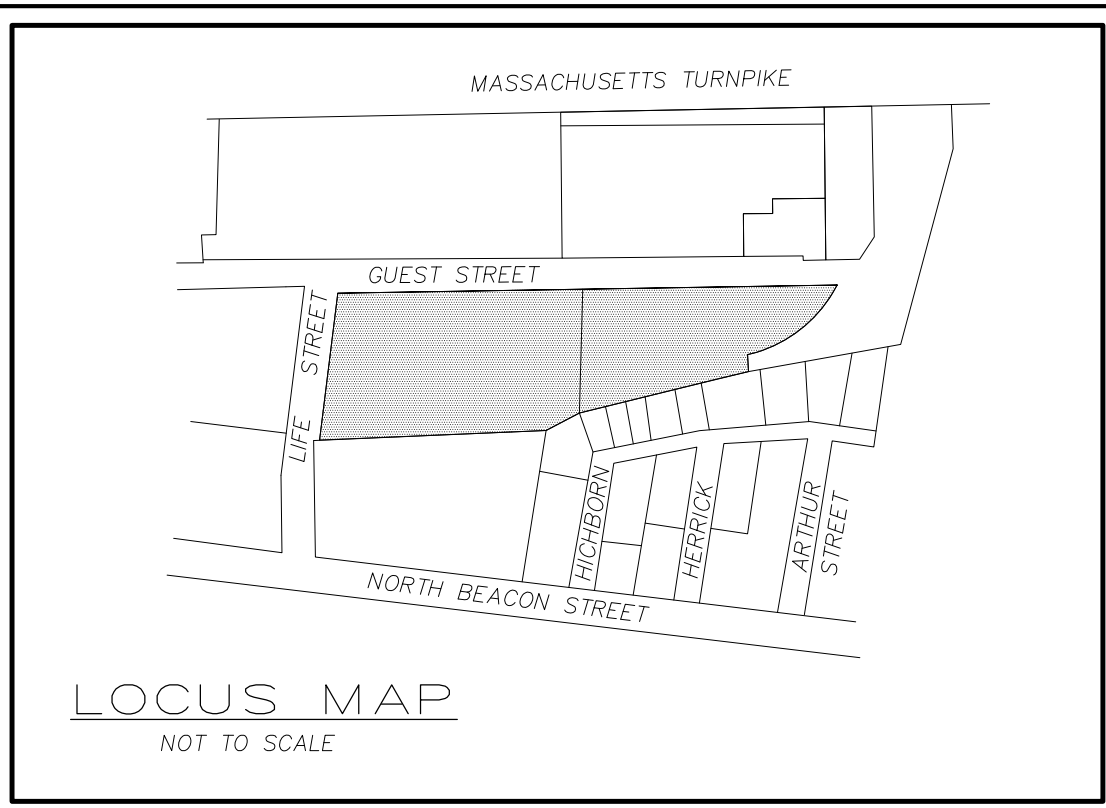 MASSACHUSETTS TURNPIKE
GUEST STREET
LIFE STREET
HICHBORN
HERRICK
ARTHUR
STREET
NORTH BEACON STREET
LOCUS MAP
NOT TO SCALE